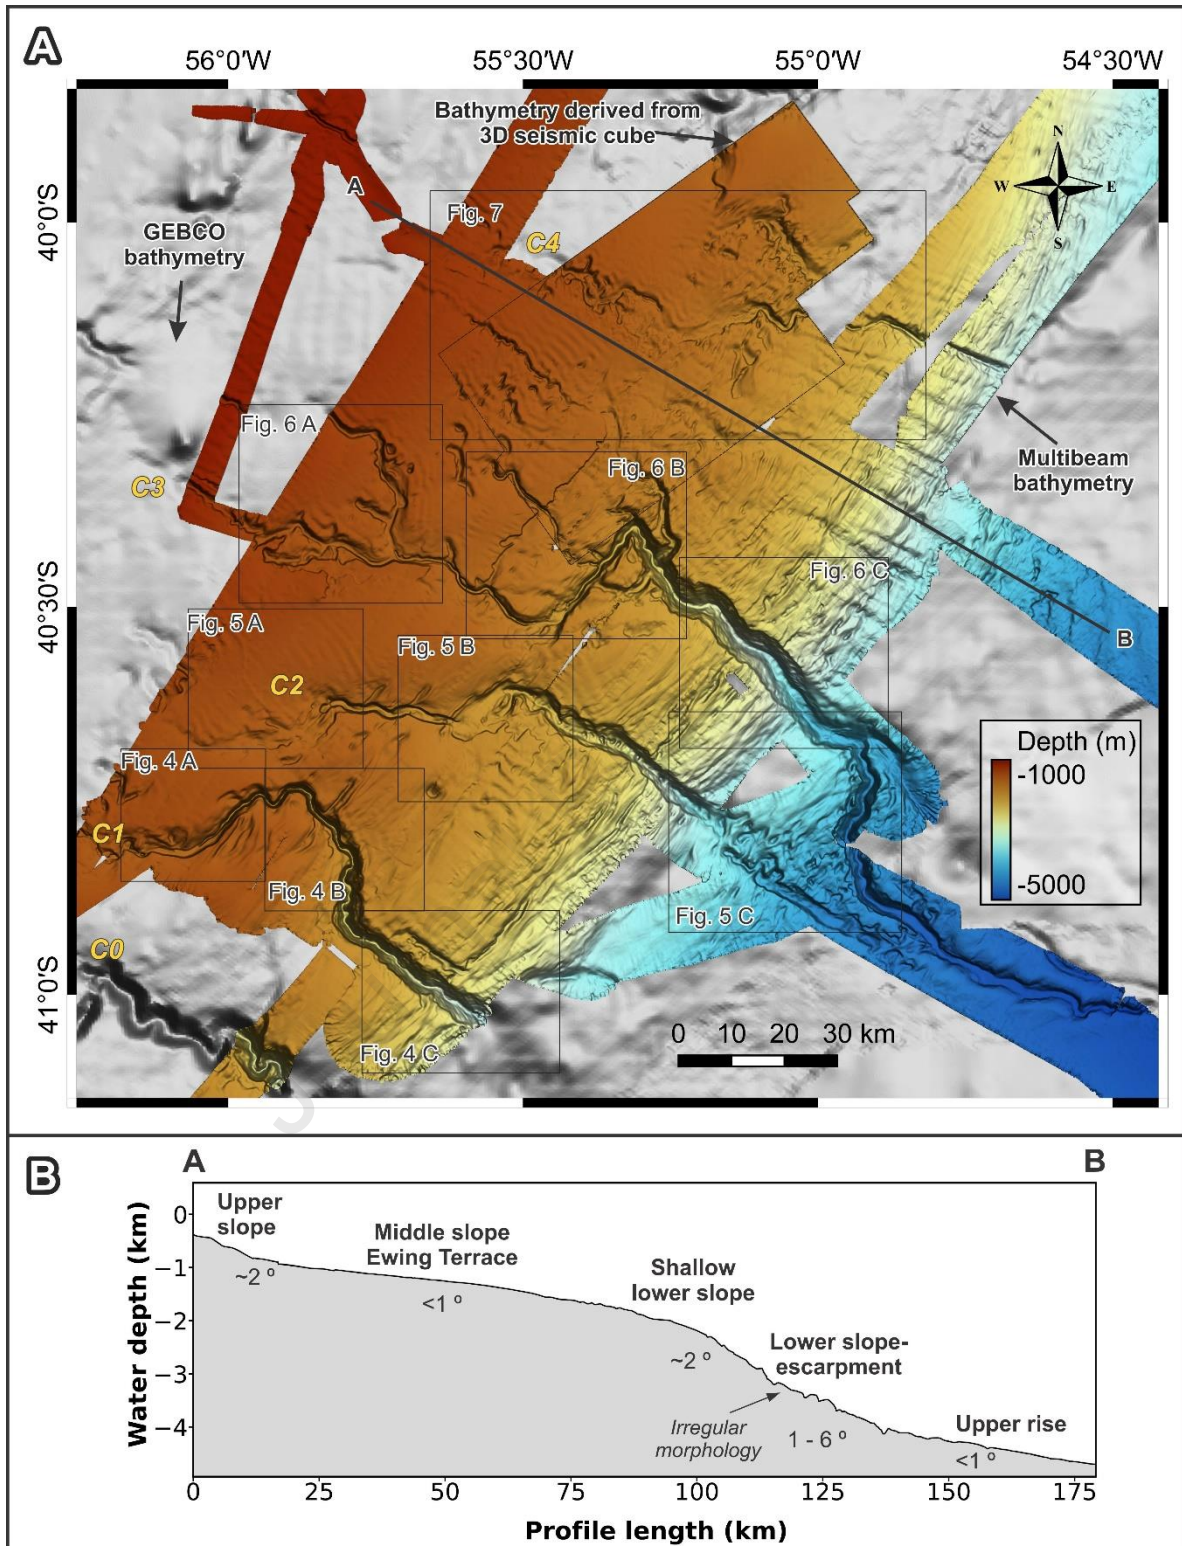 A
56°0'W
55°30'W
55°0'W
54°30'W
Bathymetry derived from
3D seismic cube
N
W
E
S
A
Fig. 7
40°0'S
GEBCO
bathymetry
C4
Fig. 6 A
C3
Fig. 6 B
Multibeam
bathymetry
40°30'S
Fig. 6 C
Fig. 5 A
Fig. 5 B
B
C2
Depth (m)
-1000
-5000
Fig. 4 A
C1
Fig. 4 B
Fig. 5 C
C0
41°0'S
0 10 20 30 km
Fig. 4 C
B
A
B
Upper
slope
Middle slope
Ewing Terrace
Shallow
lower slope
Lower slope-
escarpment
Upper rise
~2 º
<1 º
~2 º
1 - 6 º
<1 º
Irregular
morphology
Water depth (km)
0
−1
−2
−3
−4
0 25 50 75 100 125 150 175
Profile length (km)